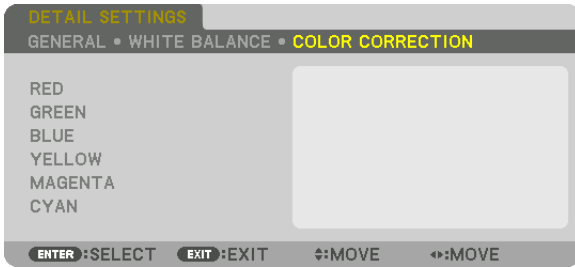 DETAIL SETTINGS
GENERAL • WHITE BALANCE • COLOR CORRECTION
RED
GREEN
BLUE
YELLOW
MAGENTA
CYAN
ENTER :SELECT EXIT :EXIT :MOVE :MOVE